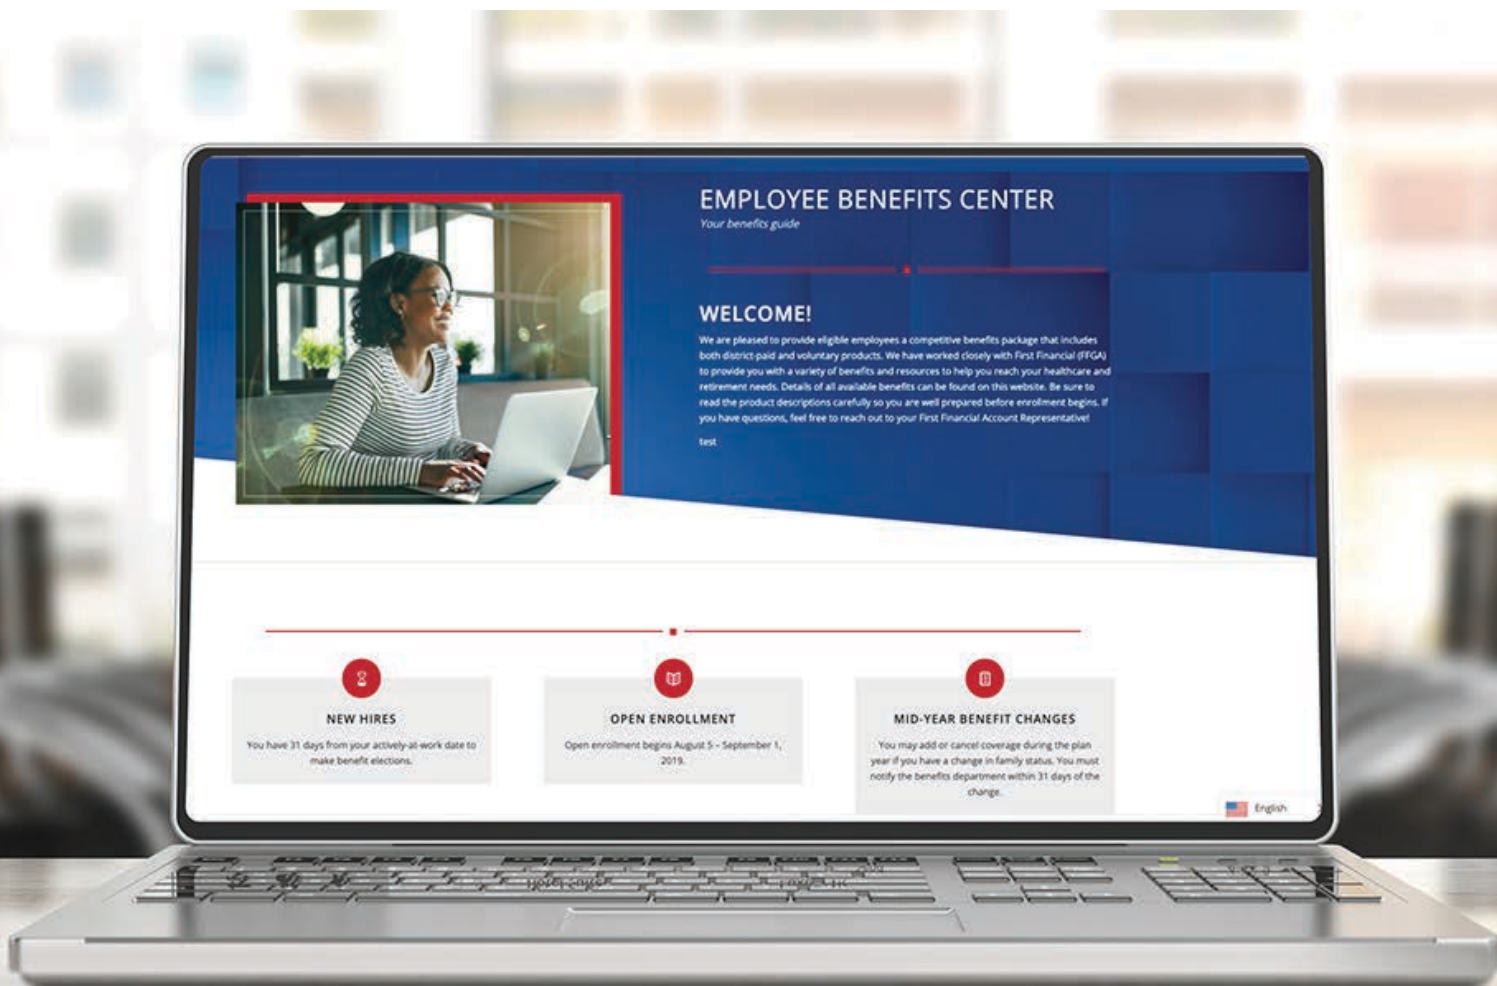 EMPLOYEE BENEFITS CENTER
Your benefits guide
WELCOME!
We are pleased to provide eligible employees a competitive benefits package that includes
both district-paid and voluntary products. We have worked closely with First Financial (FFGA)
to provide you with a variety of benefits and resources to help you reach your healthcare and
retirement needs. Details of all available benefits can be found on this website. Be sure to
read the product descriptions carefully so you are well prepared before enrollment begins. If
you have questions, feel free to reach out to your First Financial Account Representative!
test
NEW HIRES
You have 31 days from your actively-at-work date to
make benefit elections.
OPEN ENROLLMENT
Open enrollment begins August 5 – September 1,
2019.
MID-YEAR BENEFIT CHANGES
You may add or cancel coverage during the plan
year if you have a change in family status. You must
notify the benefits department within 31 days of the
change.
English